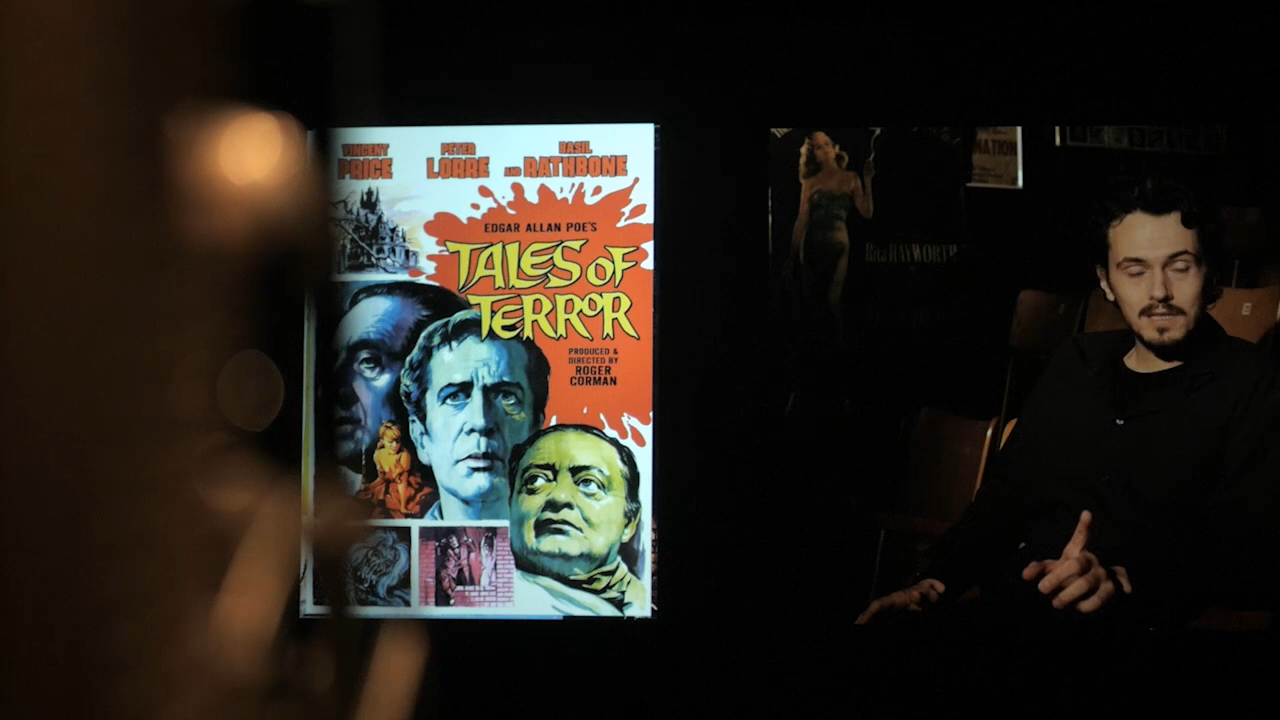 VINCENT PRICE
PETER LORRE
AND BASIL RATHBONE
EDGAR ALLAN POE'S
TALES OF
TERROR
PRODUCED &
DIRECTED BY
ROGER
CORMAN
NATION
RITA HAYWORTH